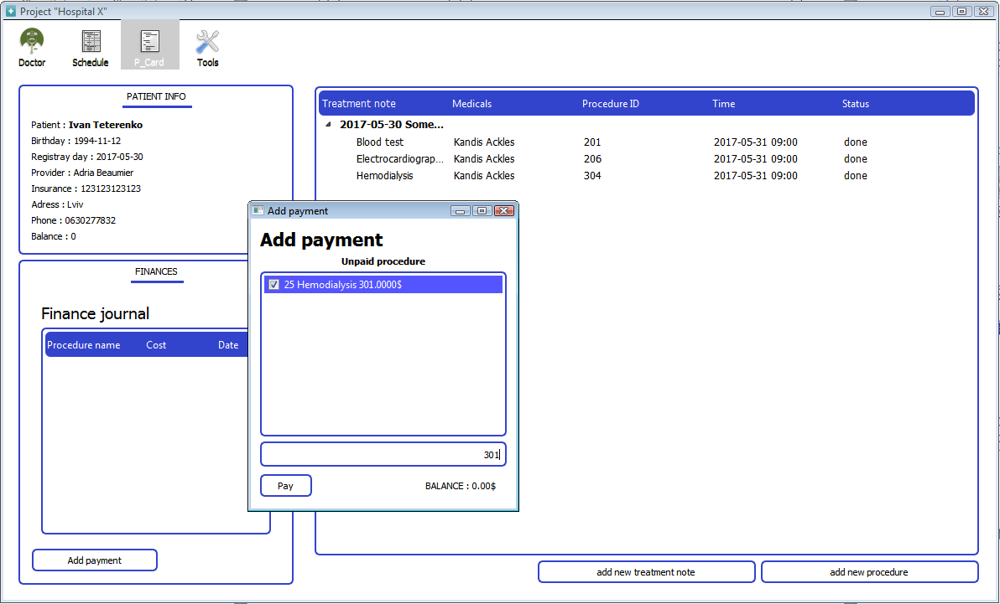 Project "Hospital X"
Doctor
Schedule
P_Card
Tools
PATIENT INFO
Patient : Ivan Teterenko
Birthday : 1994-11-12
Registray day : 2017-05-30
Provider : Adria Beaumier
Insurance : 123123123123
Adress : Lviv
Phone : 0630277832
Balance : 0
FINANCES
Finance journal
Procedure name Cost Date
Add payment
Treatment note Medicals Procedure ID Time Status
2017-05-30 Some...
Blood test Kandis Ackles 201 2017-05-31 09:00 done
Electrocardiograp... Kandis Ackles 206 2017-05-31 09:00 done
Hemodialysis Kandis Ackles 304 2017-05-31 09:00 done
Add payment
Add payment
Unpaid procedure
25 Hemodialysis 301.0000$
301
Pay
BALANCE : 0.00$
add new treatment note
add new procedure